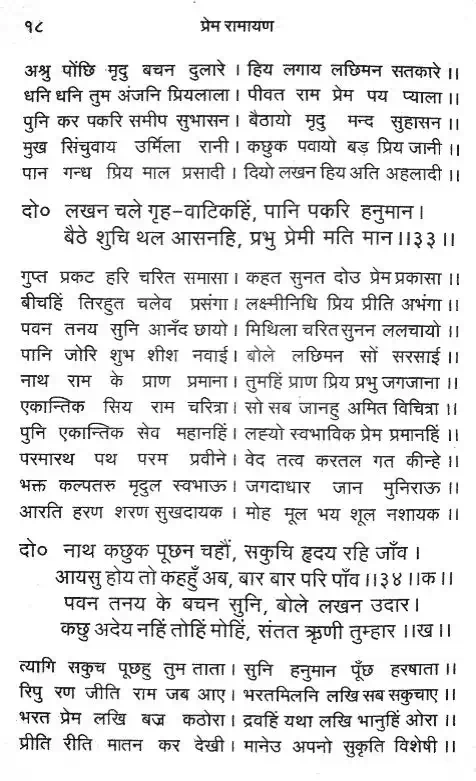 १८ प्रेम रामायण
अश्रु पोंछि मृदु बचन दुलारे । हिय लगाय लछिमन सतकारे ।।
धनि धनि तुम अंजनि प्रियलाला । पीवत राम प्रेम पय प्याला ।।
पुनि कर पकरि समीप सुभासन । बैठायो मृदु मन्द सुहासन ।।
मुख सिंचुवाय उर्मिला रानी । कछुक पवायो बड़ प्रिय जानी ।।
पान गन्ध प्रिय माल प्रसादी । दियो लखन हिय अति अहलादी ।।
दो० लखन चले गृह-वाटिकहिं, पानि पकरि हनुमान ।
बैठे शुचि थल आसनहि, प्रभु प्रेमी मति मान ।।३३ ।।
गुप्त प्रकट हरि चरित समासा । कहत सुनत दोउ प्रेम प्रकासा ।।
बीचहिं तिरहुत चलेव प्रसंगा । लक्ष्मीनिधि प्रिय प्रीति अभंगा ।।
पवन तनय सुनि आनँद छायो । मिथिला चरित सुनन ललचायो ।।
पानि जोरि शुभ शीश नवाई । बोले लछिमन सों सरसाई ।।
नाथ राम के प्राण प्रमाना । तुमहिं प्राण प्रिय प्रभु जगजाना ।।
एकान्तिक सिय राम चरित्रा । सो सब जानहु अमित विचित्रा ।।
पुनि एकान्तिक सेव महानहिं । लह्यो स्वभाविक प्रेम प्रमानहिं ।।
परमारथ पथ परम प्रवीने । वेद तत्व करतल गत कीन्हे ।।
भक्त कल्पतरु मृदुल स्वभाऊ । जगदाधार जान मुनिराऊ ।।
आरति हरण शरण सुखदायक । मोह मूल भय शूल नशायक ।।
दो० नाथ कछुक पूछन चहौं, सकुचि हृदय रहि जाँव ।
आयसु होय तो कहहुँ अब, बार बार परि पाँव ।।३४ ।।क ।।
पवन तनय के बचन सुनि, बोले लखन उदार ।
कछु अदेय नहिं तोहिं मोहिं, संतत ऋणी तुम्हार ।।ख ।।
त्यागि सकुच पूछहु तुम ताता । सुनि हनुमान पूँछ हरषाता ।।
रिपु रण जीति राम जब आए । भरतमिलनि लखि सब सकुचाए ।।
भरत प्रेम लखि बज्र कठोरा । द्रवहिं यथा लखि भानुहिं ओरा ।।
प्रीति रीति मातन कर देखी । मानेउ अपनो सुकृति विशेषी ।।